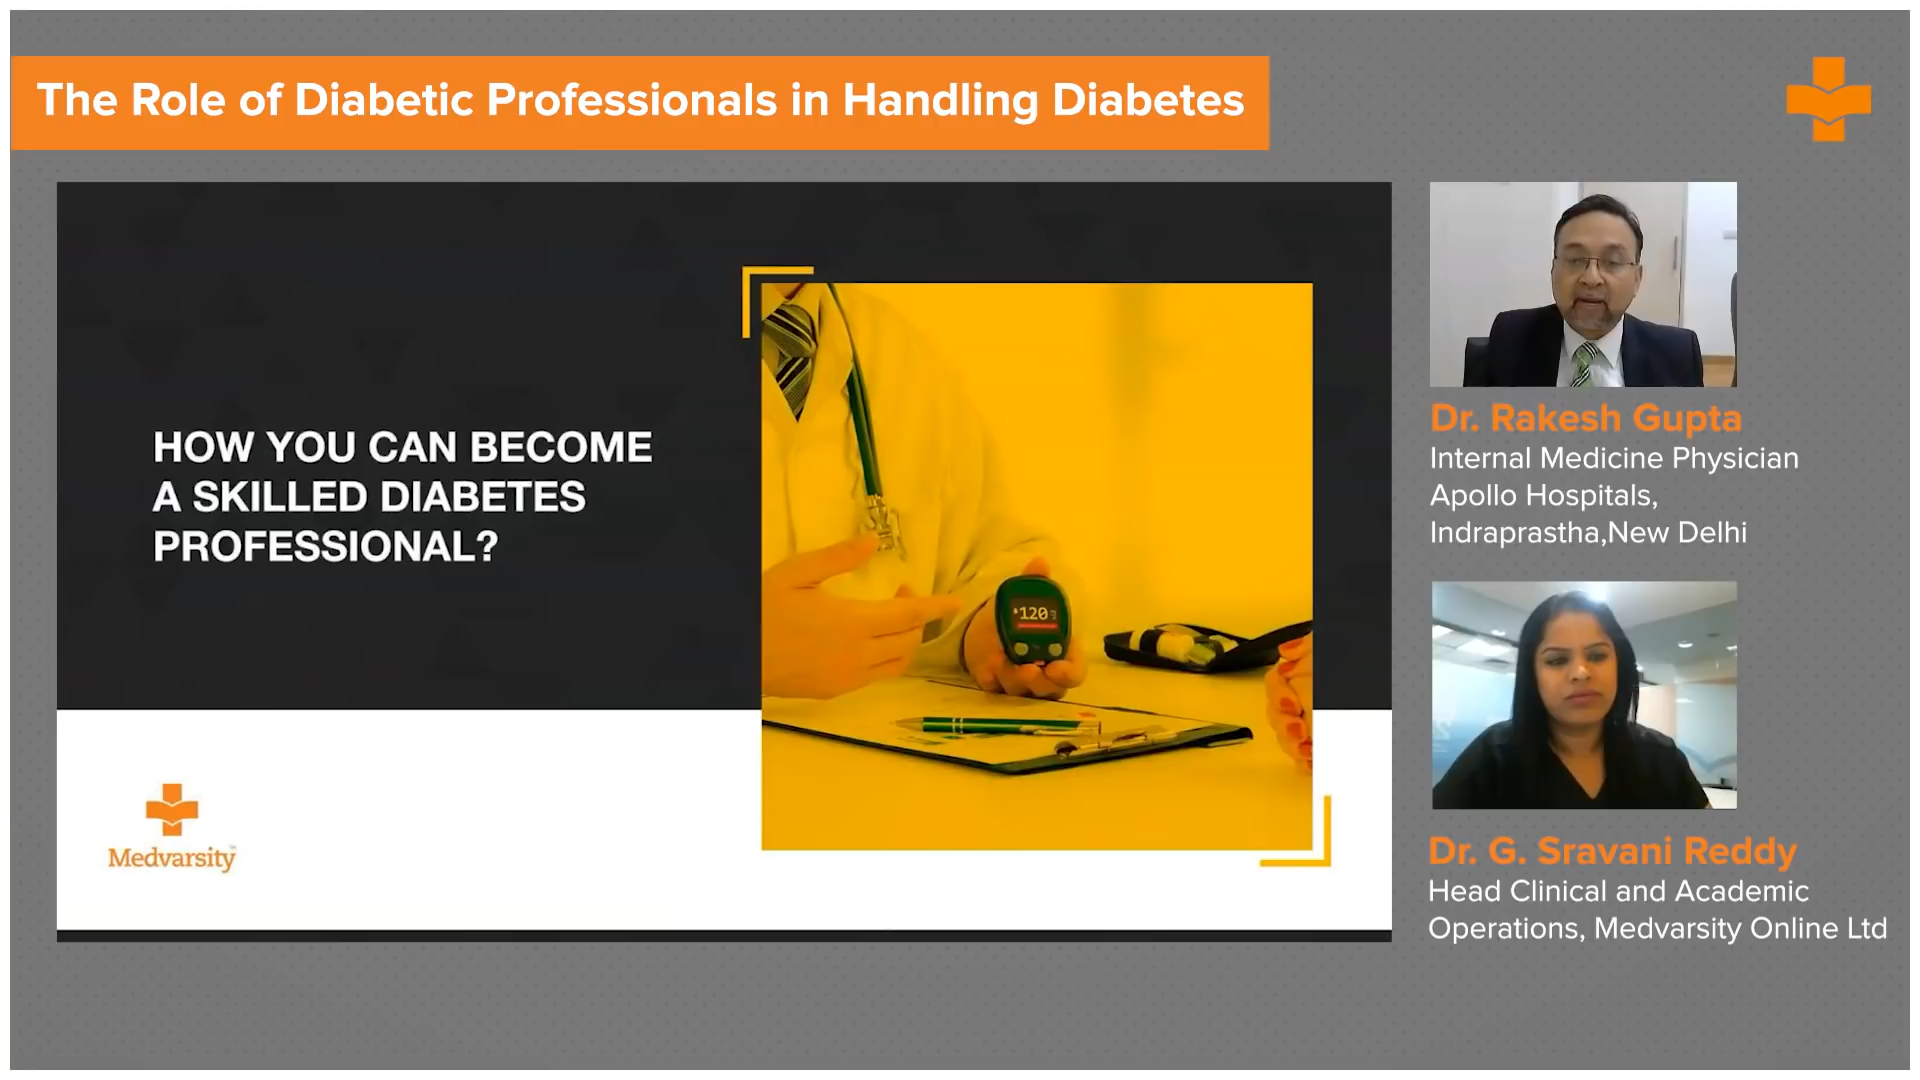 The Role of Diabetic Professionals in Handling Diabetes
HOW YOU CAN BECOME
A SKILLED DIABETES
PROFESSIONAL?
120
Medvarsity
Dr. Rakesh Gupta
Internal Medicine Physician
Apollo Hospitals,
Indraprastha,New Delhi
Dr. G. Sravani Reddy
Head Clinical and Academic
Operations, Medvarsity Online Ltd